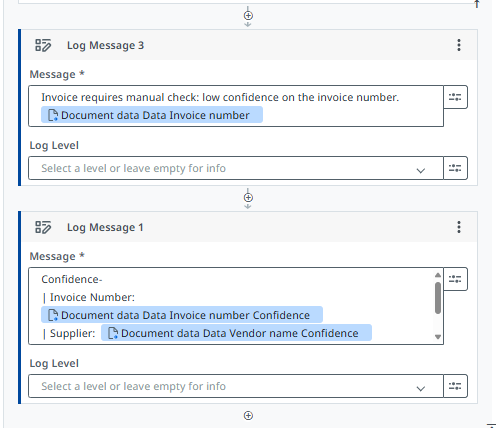 Log Message 3
Message *
Invoice requires manual check: low confidence on the invoice number.
Document data Data Invoice number
Log Level
Select a level or leave empty for info
Log Message 1
Message *
Confidence-
| Invoice Number:
Document data Data Invoice number Confidence
| Supplier: Document data Data Vendor name Confidence
Log Level
Select a level or leave empty for info